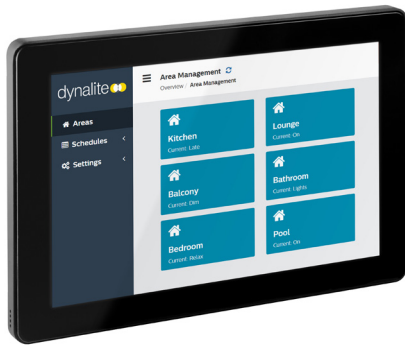 dynalite
Area Management
Overview / Area Management
Areas
Schedules
Settings
Kitchen
Current: Late
Lounge
Current: On
Balcony
Current: Dim
Bathroom
Current: Lights
Bedroom
Current: Relax
Pool
Current: On